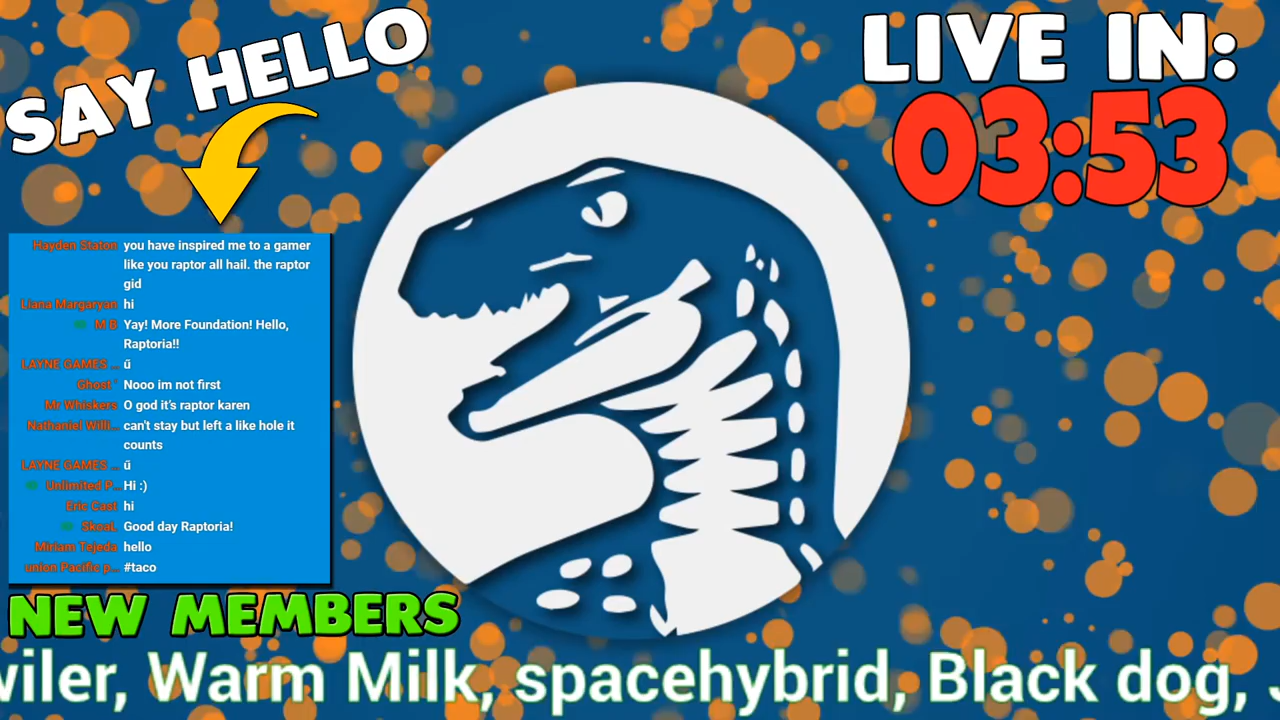 SAY HELLO
LIVE IN:
03:53
Hayden Staton you have inspired me to a gamer
like you raptor all hail. the raptor
gid
Liana Margaryan hi
M B Yay! More Foundation! Hello,
Raptoria!!
LAYNE GAMES ... ű
Ghost ' Nooo im not first
Mr Whiskers O god it's raptor karen
Nathaniel Willi... can't stay but left a like hole it
counts
LAYNE GAMES ... ű
Unlimited P... Hi :)
Eric Cast hi
SkoaL Good day Raptoria!
Miriam Tejeda hello
union Pacific p... #taco
NEW MEMBERS
wiler, Warm Milk, spacehybrid, Black dog,